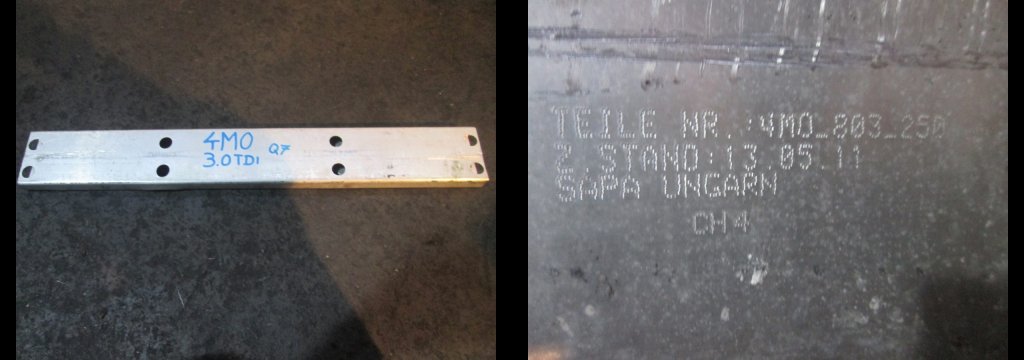 4M0
3.0TDI
Q7
TEILE NR.:4M0_803_250
Z.STAND:13.05.11
SAPA UNGARN
CH4